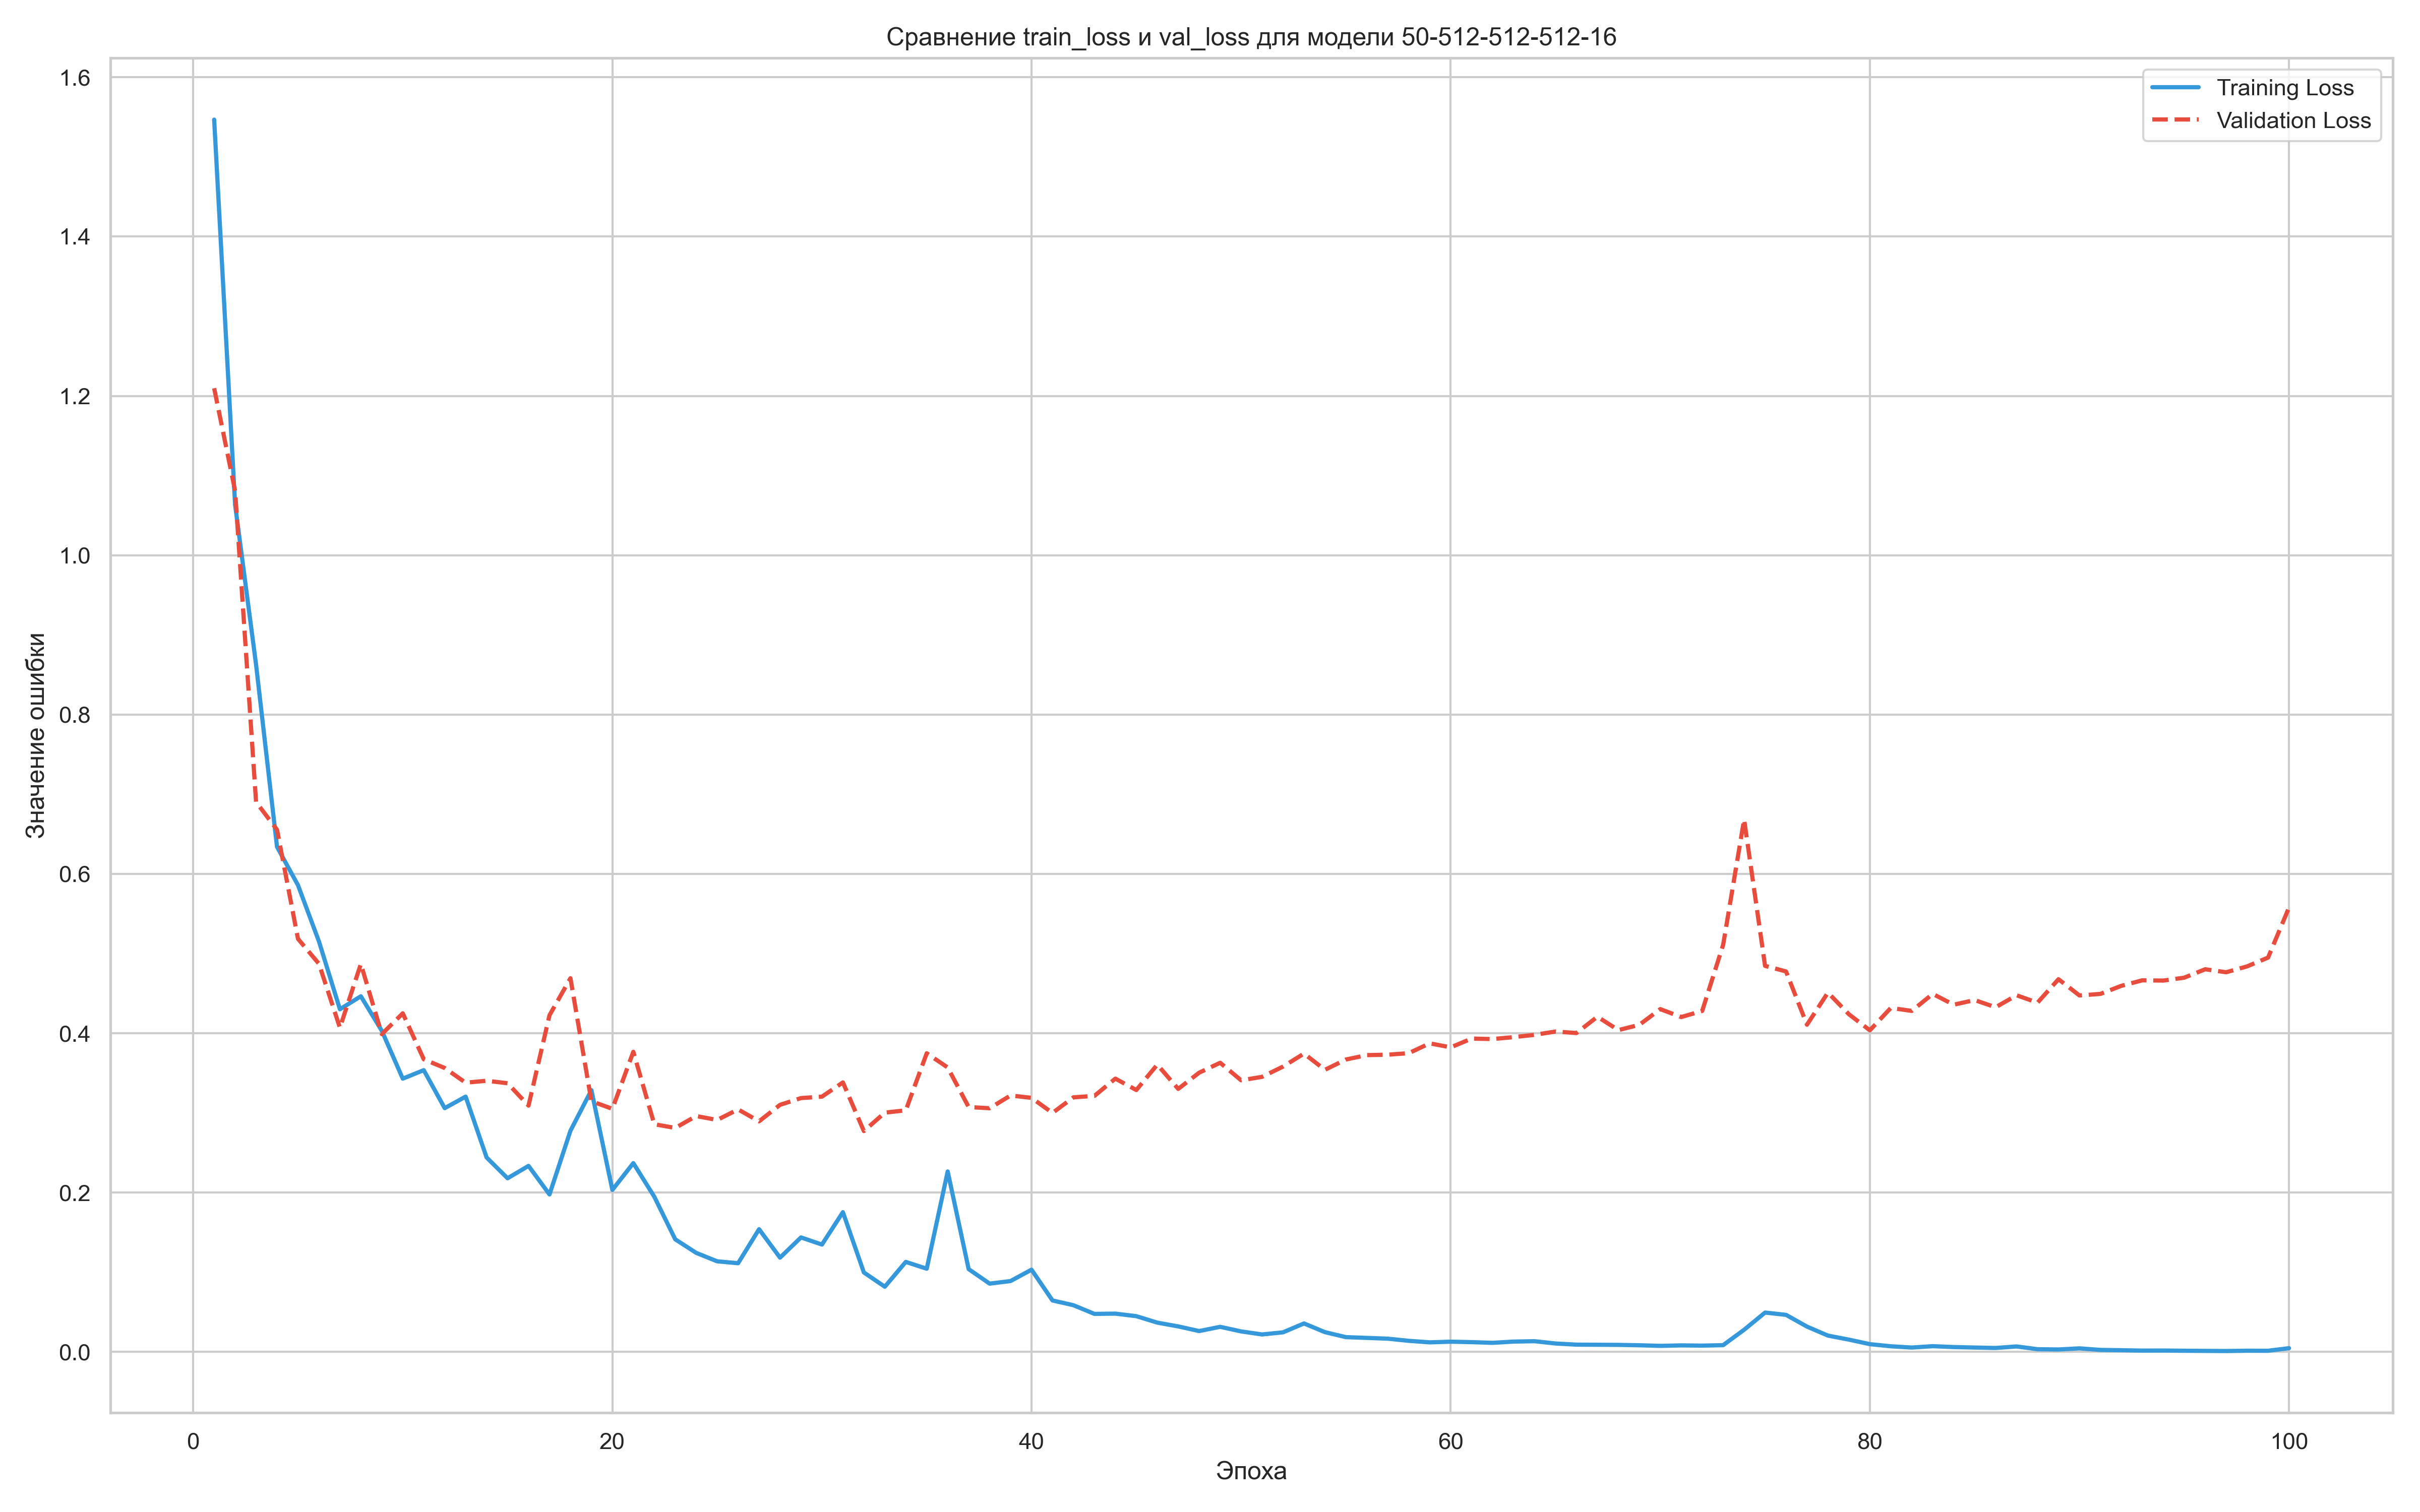 Сравнение train_loss и val_loss для модели 50-512-512-512-16
Training Loss
Validation Loss
1.6
1.4
1.2
1.0
0.8
0.6
0.4
0.2
0.0
Значение ошибки
0 20 40 60 80 100
Эпоха